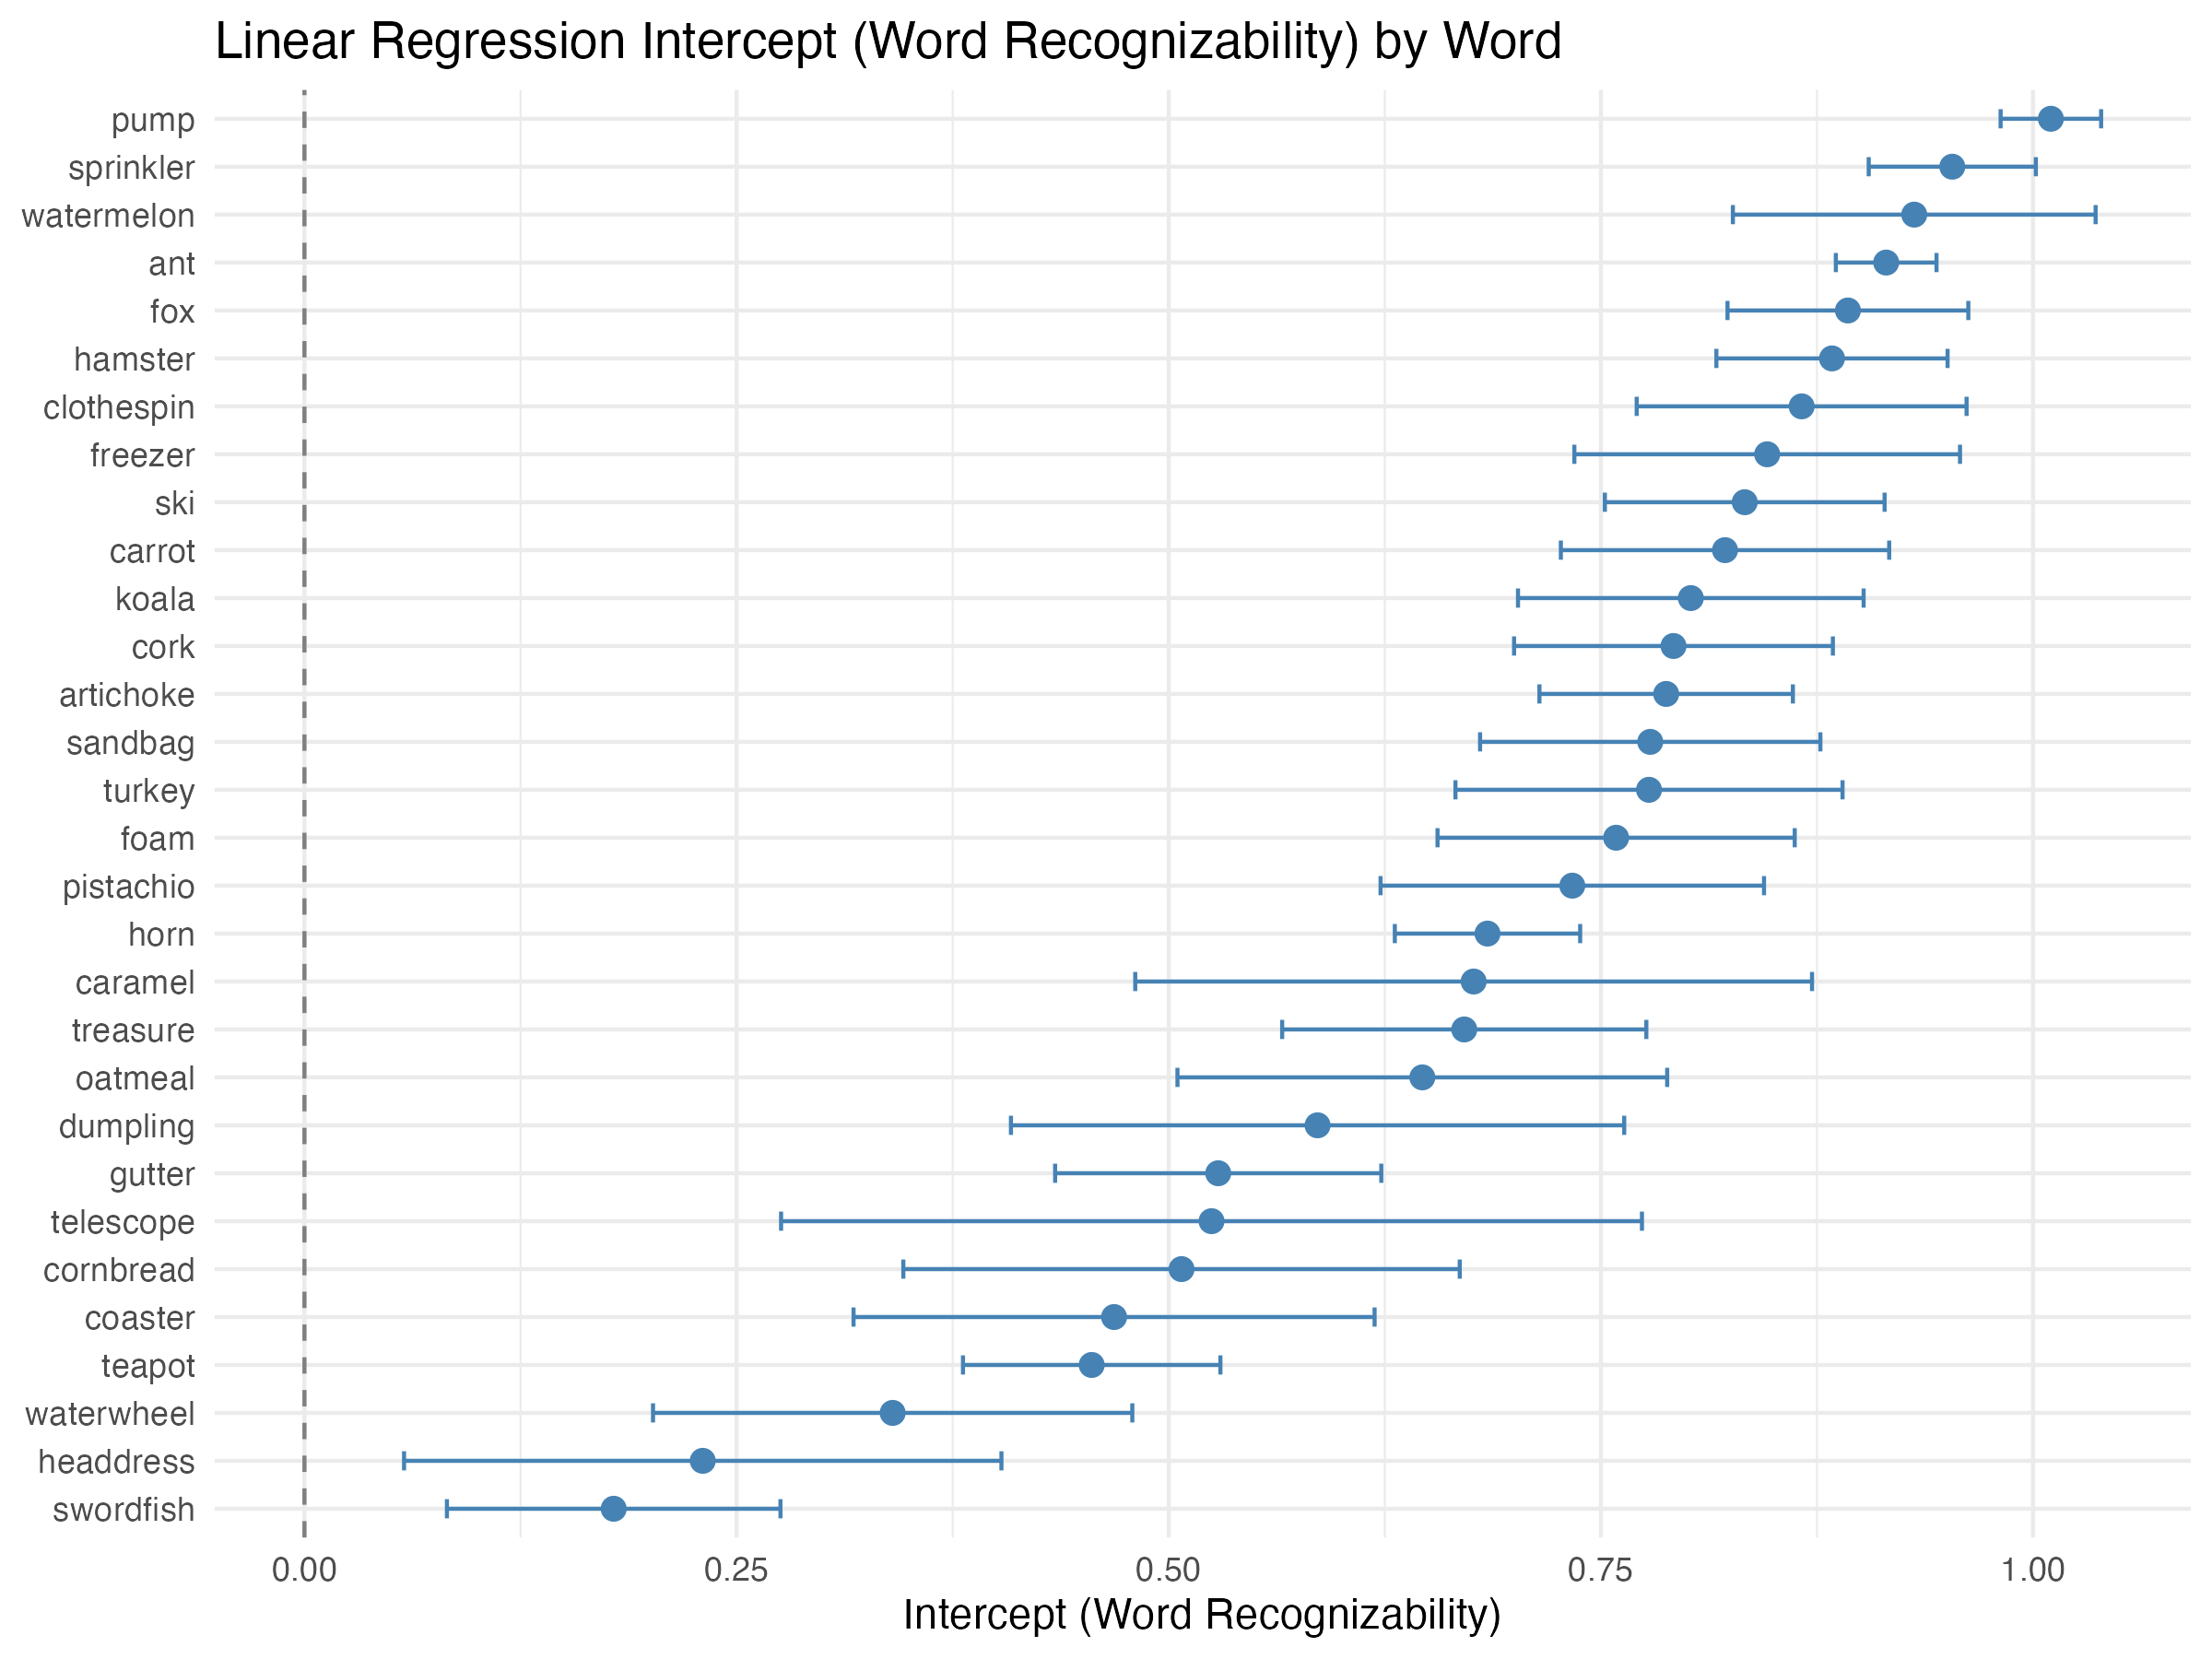 Linear Regression Intercept (Word Recognizability) by Word
pump
sprinkler
watermelon
ant
fox
hamster
clothespin
freezer
ski
carrot
koala
cork
artichoke
sandbag
turkey
foam
pistachio
horn
caramel
treasure
oatmeal
dumpling
gutter
telescope
cornbread
coaster
teapot
waterwheel
headdress
swordfish
0.00 0.25 0.50 0.75 1.00
Intercept (Word Recognizability)